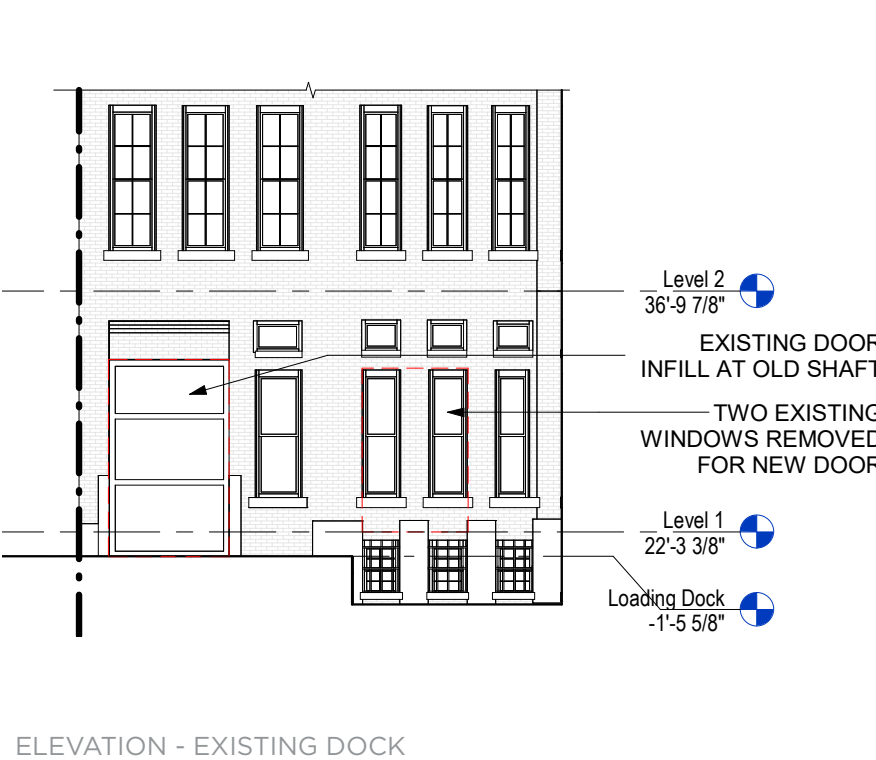 Level 2
36'-9 7/8"
EXISTING DOOR
INFILL AT OLD SHAFT
TWO EXISTING
WINDOWS REMOVED
FOR NEW DOOR
Level 1
22'-3 3/8"
Loading Dock
-1'-5 5/8"
ELEVATION - EXISTING DOCK